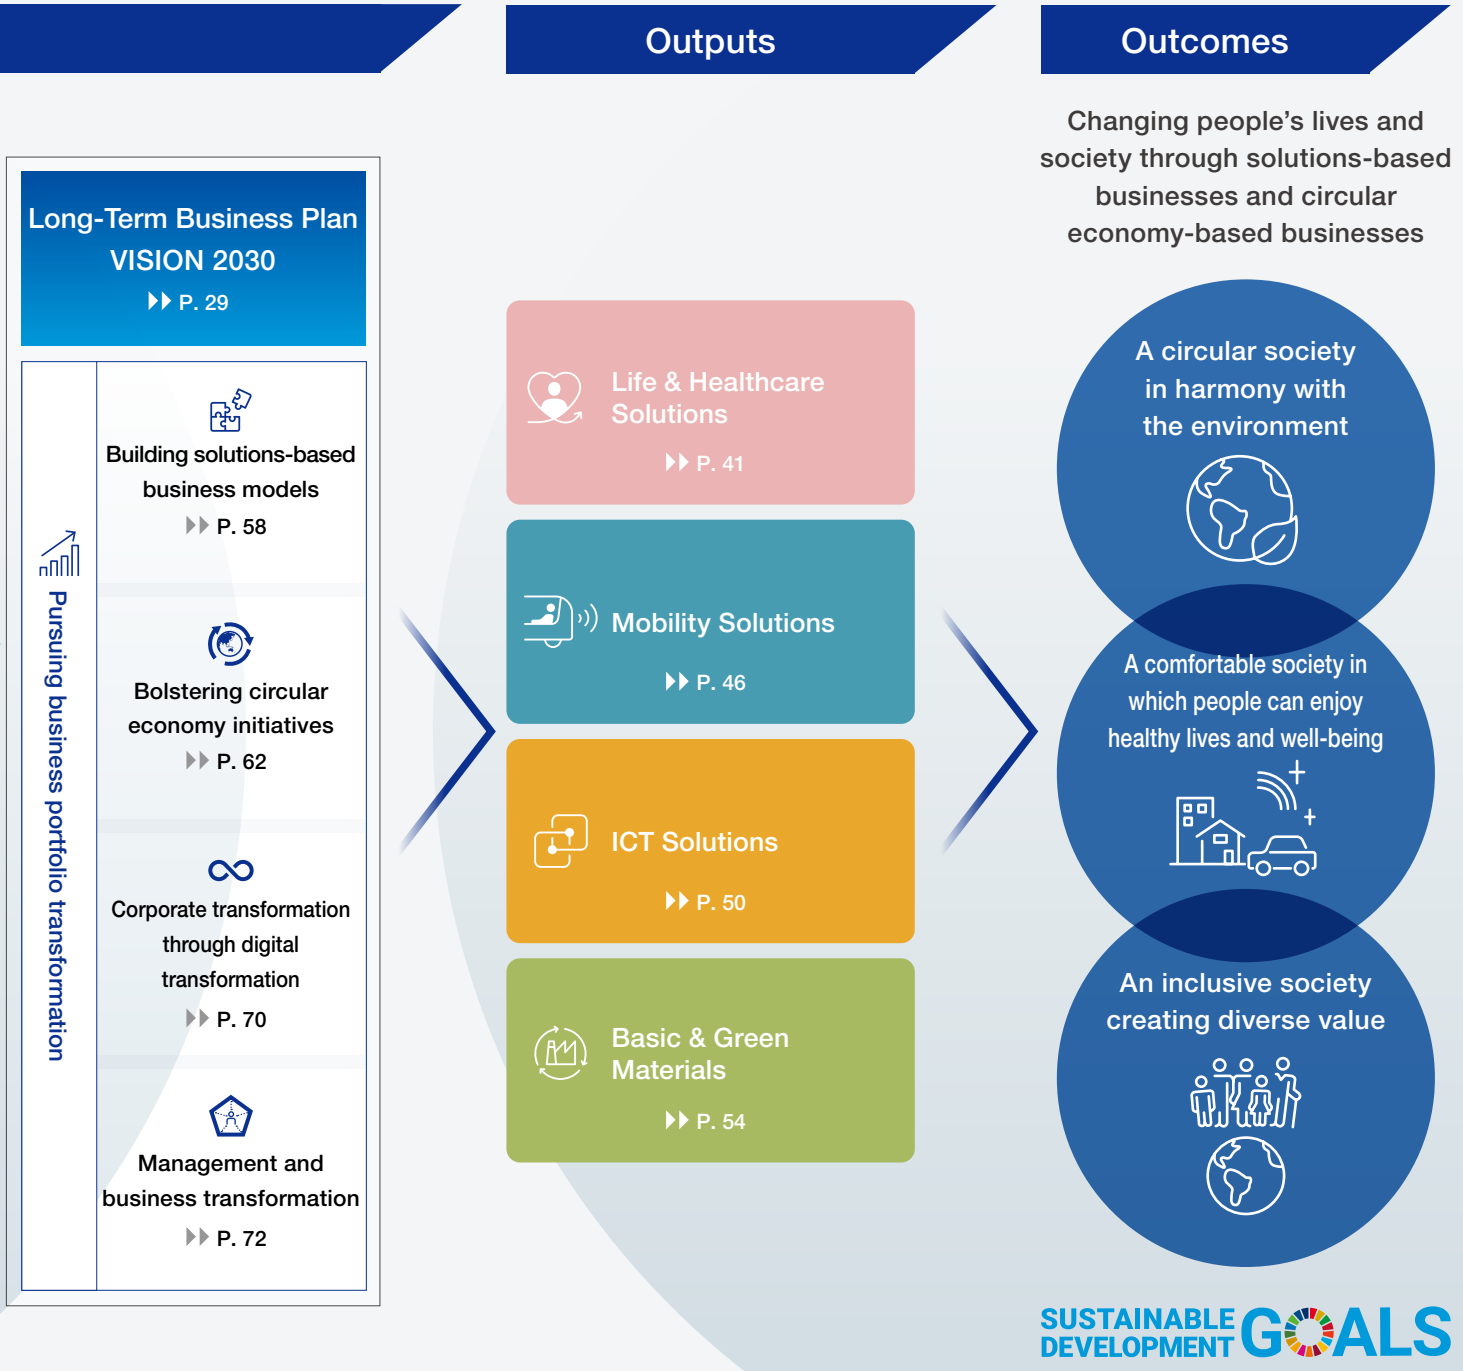 Outputs
Outcomes
Changing people’s lives and
society through solutions-based
businesses and circular
economy-based businesses
Long-Term Business Plan
VISION 2030
P. 29
Pursuing business portfolio transformation
Building solutions-based
business models
P. 58
Bolstering circular
economy initiatives
P. 62
Corporate transformation
through digital
transformation
P. 70
Management and
business transformation
P. 72
Life & Healthcare
Solutions
P. 41
Mobility Solutions
P. 46
ICT Solutions
P. 50
Basic & Green
Materials
P. 54
A circular society
in harmony with
the environment
A comfortable society in
which people can enjoy
healthy lives and well-being
An inclusive society
creating diverse value
SUSTAINABLE
DEVELOPMENT
GOALS